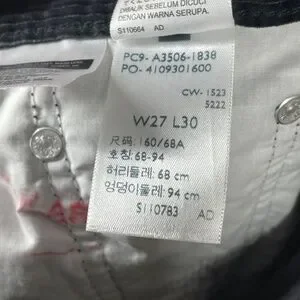 DIBALIK SEBELUM DICUCI
DENGAN WARNA SERUPA.
S110664 AD
PC9- A3506-1838
PO- 4109301600
CW-1523
5222
W27 L30
尺码: 160/68A
호칭: 68-94
허리둘레: 68 cm
엉덩이둘레: 94 cm
S110783 AD